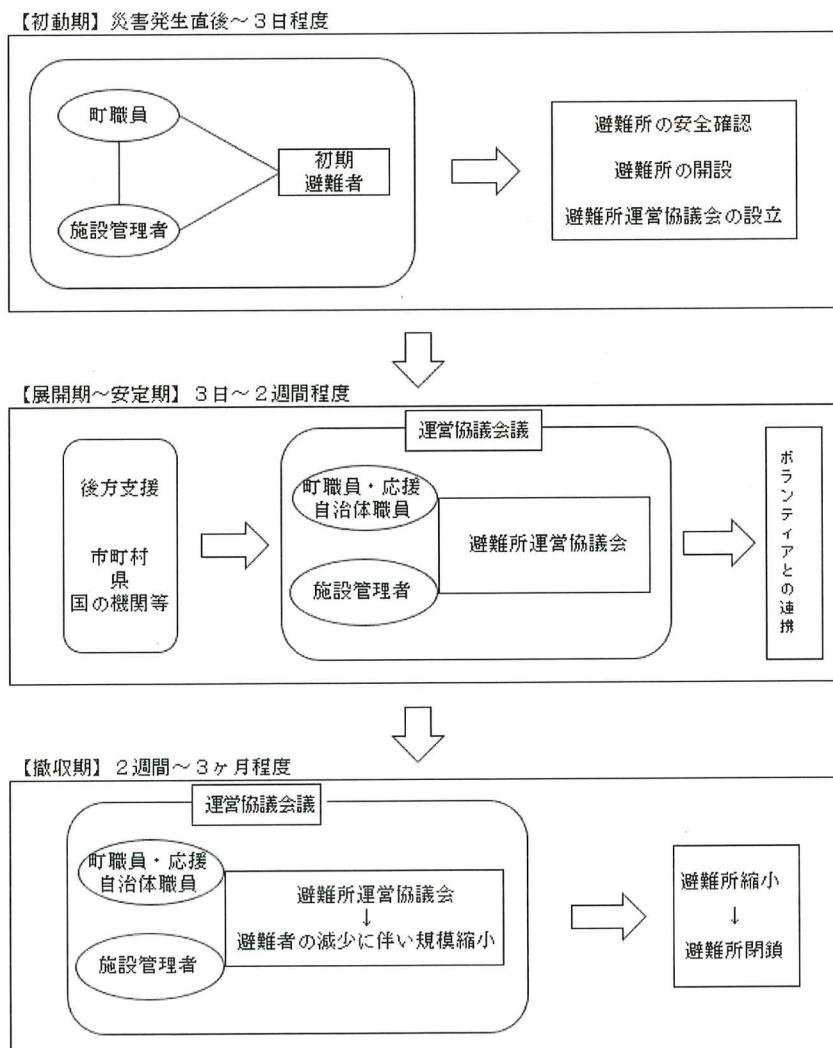 【初動期】災害発生直後～３日程度
町職員
施設管理者
初期
避難者
避難所の安全確認
避難所の開設
避難所運営協議会の設立
【展開期～安定期】３日～２週間程度
後方支援
市町村
県
国の機関等
運営協議会議
町職員・応援
自治体職員
施設管理者
避難所運営協議会
ボランティアとの連携
【撤収期】２週間～３ヶ月程度
運営協議会議
町職員・応援
自治体職員
施設管理者
避難所運営協議会
↓
避難者の減少に伴い規模縮小
避難所縮小
↓
避難所閉鎖